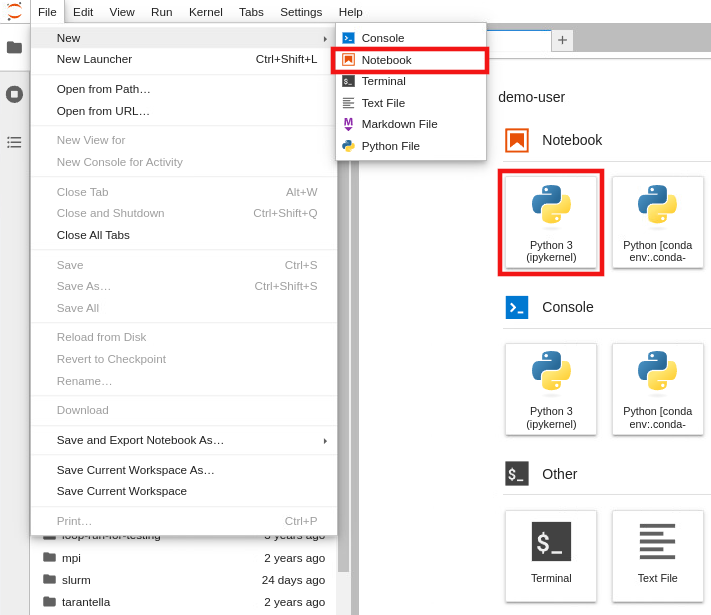 File Edit View Run Kernel Tabs Settings Help
New
New Launcher Ctrl+Shift+L
Open from Path…
Open from URL…
New View for
New Console for Activity
Close Tab Alt+W
Close and Shutdown Ctrl+Shift+Q
Close All Tabs
Save Ctrl+S
Save As… Ctrl+Shift+S
Save All
Reload from Disk
Revert to Checkpoint
Rename…
Download
Save and Export Notebook As…
Save Current Workspace As…
Save Current Workspace
Print… Ctrl+P
loop-run-for-testing 3 years ago
mpi 2 years ago
slurm 24 days ago
tarantella 2 years ago
Console
Notebook
Terminal
Text File
Markdown File
Python File
demo-user
Notebook
Python 3
(ipykernel)
Python [conda
env:.conda-
Console
Python 3
(ipykernel)
Python [conda
env:.conda-
Other
$_
Terminal
Text File